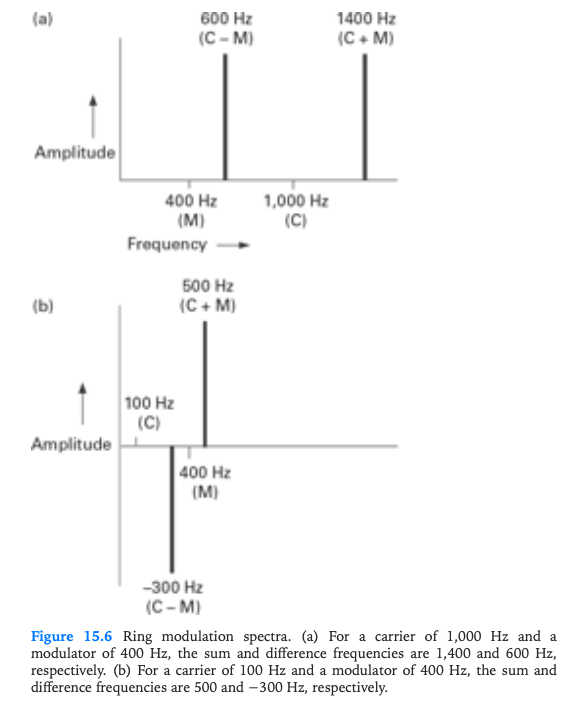 (a)
600 Hz
(C – M)
1400 Hz
(C + M)
Amplitude
400 Hz
(M)
1,000 Hz
(C)
Frequency
(b)
500 Hz
(C + M)
100 Hz
(C)
Amplitude
400 Hz
(M)
–300 Hz
(C – M)
Figure 15.6 Ring modulation spectra. (a) For a carrier of 1,000 Hz and a
modulator of 400 Hz, the sum and difference frequencies are 1,400 and 600 Hz,
respectively. (b) For a carrier of 100 Hz and a modulator of 400 Hz, the sum and
difference frequencies are 500 and −300 Hz, respectively.